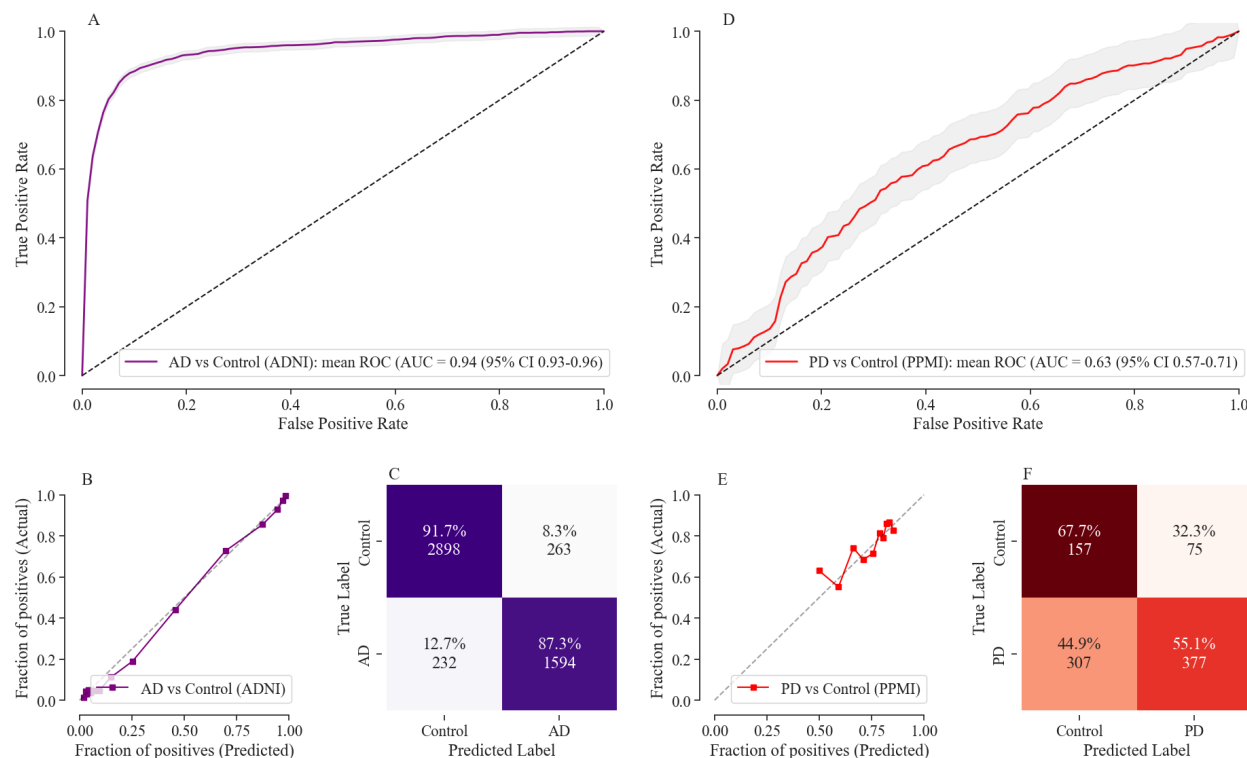 A
True Positive Rate
1.0
0.8
0.6
0.4
0.2
0.0
AD vs Control (ADNI): mean ROC (AUC = 0.94 (95% CI 0.93-0.96)
0.0 0.2 0.4 0.6 0.8 1.0
False Positive Rate
D
True Positive Rate
1.0
0.8
0.6
0.4
0.2
0.0
PD vs Control (PPMI): mean ROC (AUC = 0.63 (95% CI 0.57-0.71)
0.0 0.2 0.4 0.6 0.8 1.0
False Positive Rate
B
Fraction of positives (Actual)
1.0
0.8
0.6
0.4
0.2
0.0
AD vs Control (ADNI)
0.00 0.25 0.50 0.75 1.00
Fraction of positives (Predicted)
C
True Label
Control
AD
91.7%
2898
8.3%
263
12.7%
232
87.3%
1594
Control AD
Predicted Label
E
Fraction of positives (Actual)
1.0
0.8
0.6
0.4
0.2
0.0
PD vs Control (PPMI)
0.00 0.25 0.50 0.75 1.00
Fraction of positives (Predicted)
F
True Label
Control
PD
67.7%
157
32.3%
75
44.9%
307
55.1%
377
Control PD
Predicted Label